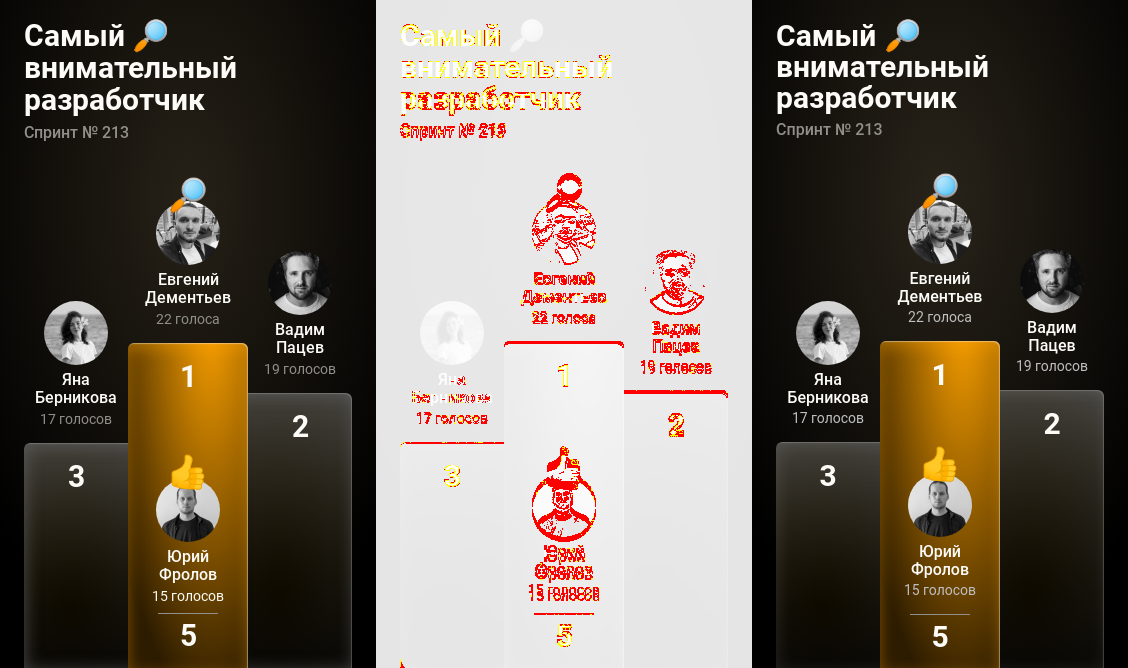 Самый 🔎
внимательный
разработчик
Спринт № 213
Евгений
Дементьев
22 голоса
Вадим
Пацев
19 голосов
Яна
Берникова
17 голосов
1
2
3
Юрий
Фролов
15 голосов
5
Самый
внимательный
разработчик
Спринт № 213
Евгений
Дементьев
22 голоса
Вадим
Пацев
19 голосов
Яна
Берникова
17 голосов
1
2
3
Юрий
Фролов
15 голосов
5
Самый 🔎
внимательный
разработчик
Спринт № 213
Евгений
Дементьев
22 голоса
Вадим
Пацев
19 голосов
Яна
Берникова
17 голосов
1
2
3
Юрий
Фролов
15 голосов
5